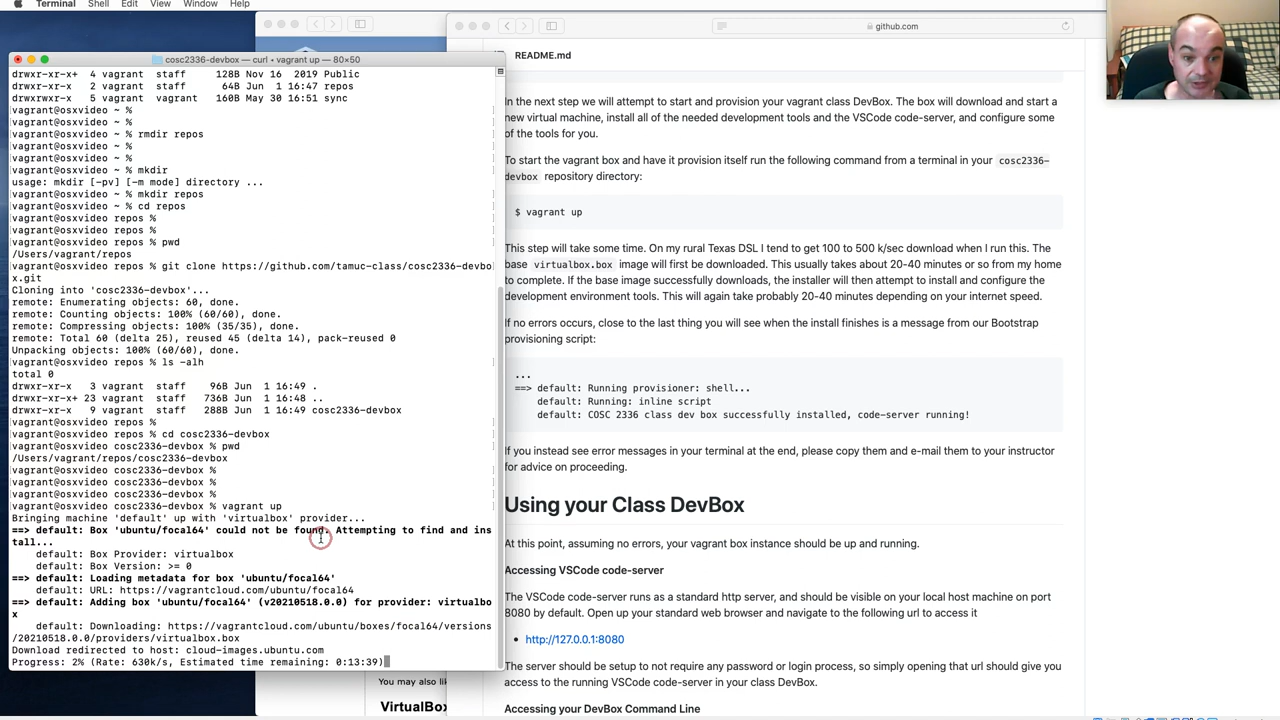 Terminal Shell Edit View Window Help
github.com
cosc2336-devbox — curl • vagrant up — 80×50
drwxr-xr-x+ 4 vagrant staff 128B Nov 16 2019 Public
drwxr-xr-x 2 vagrant staff 64B Jun 1 16:47 repos
drwxrwxr-x 5 vagrant vagrant 160B May 30 16:51 sync
vagrant@osxvideo ~ %
vagrant@osxvideo ~ %
vagrant@osxvideo ~ % rmdir repos
vagrant@osxvideo ~ %
vagrant@osxvideo ~ %
vagrant@osxvideo ~ % mkdir
usage: mkdir [-pv] [-m mode] directory ...
vagrant@osxvideo ~ % mkdir repos
vagrant@osxvideo ~ % cd repos
vagrant@osxvideo repos %
vagrant@osxvideo repos %
vagrant@osxvideo repos % pwd
/Users/vagrant/repos
vagrant@osxvideo repos % git clone https://github.com/tamuc-class/cosc2336-devbo
x.git
Cloning into 'cosc2336-devbox'...
remote: Enumerating objects: 60, done.
remote: Counting objects: 100% (60/60), done.
remote: Compressing objects: 100% (35/35), done.
remote: Total 60 (delta 25), reused 45 (delta 14), pack-reused 0
Unpacking objects: 100% (60/60), done.
vagrant@osxvideo repos % ls -alh
total 0
drwxr-xr-x 3 vagrant staff 96B Jun 1 16:49 .
drwxr-xr-x+ 23 vagrant staff 736B Jun 1 16:48 ..
drwxr-xr-x 9 vagrant staff 288B Jun 1 16:49 cosc2336-devbox
vagrant@osxvideo repos %
vagrant@osxvideo repos % cd cosc2336-devbox
vagrant@osxvideo cosc2336-devbox % pwd
/Users/vagrant/repos/cosc2336-devbox
vagrant@osxvideo cosc2336-devbox %
vagrant@osxvideo cosc2336-devbox %
vagrant@osxvideo cosc2336-devbox %
vagrant@osxvideo cosc2336-devbox % vagrant up
Bringing machine 'default' up with 'virtualbox' provider...
==> default: Box 'ubuntu/focal64' could not be found. Attempting to find and ins
tall...
default: Box Provider: virtualbox
default: Box Version: >= 0
==> default: Loading metadata for box 'ubuntu/focal64'
default: URL: https://vagrantcloud.com/ubuntu/focal64
==> default: Adding box 'ubuntu/focal64' (v20210518.0.0) for provider: virtualbo
x
default: Downloading: https://vagrantcloud.com/ubuntu/boxes/focal64/versions
/20210518.0.0/providers/virtualbox.box
Download redirected to host: cloud-images.ubuntu.com
Progress: 2% (Rate: 630k/s, Estimated time remaining: 0:13:39)
You may also lik
VirtualBox
README.md
In the next step we will attempt to start and provision your vagrant class DevBox. The box will download and start a
new virtual machine, install all of the needed development tools and the VSCode code-server, and configure some
of the tools for you.
To start the vagrant box and have it provision itself run the following command from a terminal in your cosc2336-
devbox repository directory:
$ vagrant up
This step will take some time. On my rural Texas DSL I tend to get 100 to 500 k/sec download when I run this. The
base virtualbox.box image will first be downloaded. This usually takes about 20-40 minutes or so from my home
to complete. If the base image successfully downloads, the installer will then attempt to install and configure the
development environment tools. This will again take probably 20-40 minutes depending on your internet speed.
If no errors occurs, close to the last thing you will see when the install finishes is a message from our Bootstrap
provisioning script:
...
==> default: Running provisioner: shell...
default: Running: inline script
default: COSC 2336 class dev box successfully installed, code-server running!
If you instead see error messages in your terminal at the end, please copy them and e-mail them to your instructor
for advice on proceeding.
Using your Class DevBox
At this point, assuming no errors, your vagrant box instance should be up and running.
Accessing VSCode code-server
The VSCode code-server runs as a standard http server, and should be visible on your local host machine on port
8080 by default. Open up your standard web browser and navigate to the following url to access it
• http://127.0.0.1:8080
The server should be setup to not require any password or login process, so simply opening that url should give you
access to the running VSCode code-server in your class DevBox.
Accessing your DevBox Command Line